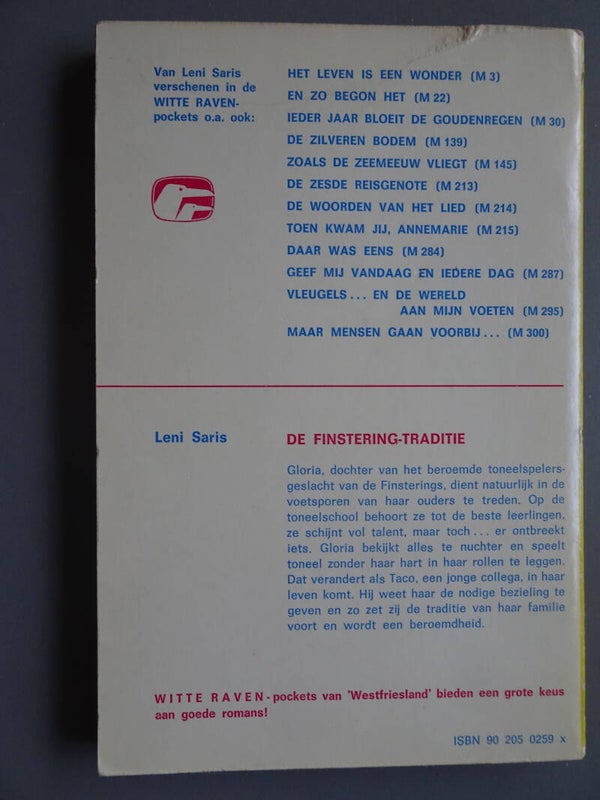 Van Leni Saris
verschenen in de
WITTE RAVEN-
pockets o.a. ook:
HET LEVEN IS EEN WONDER (M 3)
EN ZO BEGON HET (M 22)
IEDER JAAR BLOEIT DE GOUDENREGEN (M 30)
DE ZILVEREN BODEM (M 139)
ZOALS DE ZEEMEEUW VLIEGT (M 145)
DE ZESDE REISGENOTE (M 213)
DE WOORDEN VAN HET LIED (M 214)
TOEN KWAM JIJ, ANNEMARIE (M 215)
DAAR WAS EENS (M 284)
GEEF MIJ VANDAAG EN IEDERE DAG (M 287)
VLEUGELS... EN DE WERELD
AAN MIJN VOETEN (M 295)
MAAR MENSEN GAAN VOORBIJ... (M 300)
Leni Saris
DE FINSTERING-TRADITIE
Gloria, dochter van het beroemde toneelspelers-
geslacht van de Finsterings, dient natuurlijk in de
voetsporen van haar ouders te treden. Op de
toneelschool behoort ze tot de beste leerlingen,
ze schijnt vol talent, maar toch... er ontbreekt
iets. Gloria bekijkt alles te nuchter en speelt
toneel zonder haar hart in haar rollen te leggen.
Dat verandert als Taco, een jonge collega, in haar
leven komt. Hij weet haar de nodige bezieling te
geven en zo zet zij de traditie van haar familie
voort en wordt een beroemdheid.
WITTE RAVEN-pockets van 'Westfriesland' bieden een grote keus
aan goede romans!
ISBN 90 205 0259 x